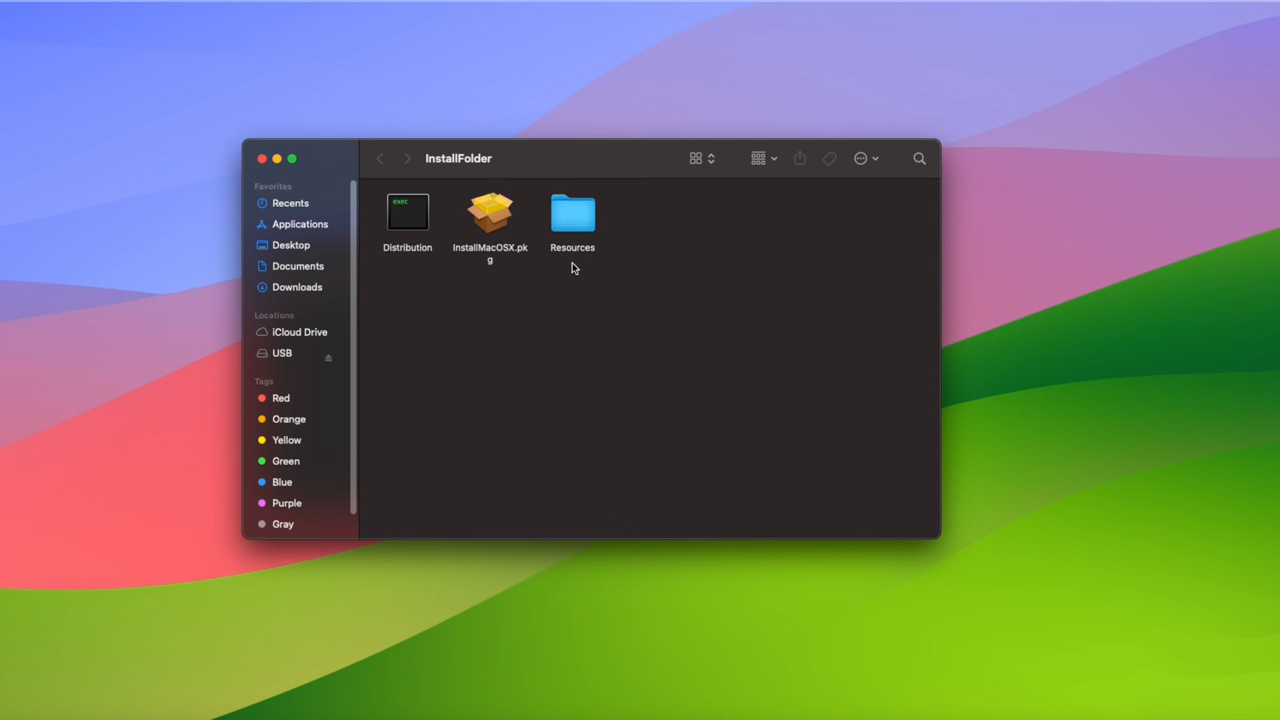 InstallFolder
Favorites
Recents
Applications
Desktop
Documents
Downloads
Locations
iCloud Drive
USB
Tags
Red
Orange
Yellow
Green
Blue
Purple
Gray
exec
Distribution
InstallMacOSX.pk
g
Resources